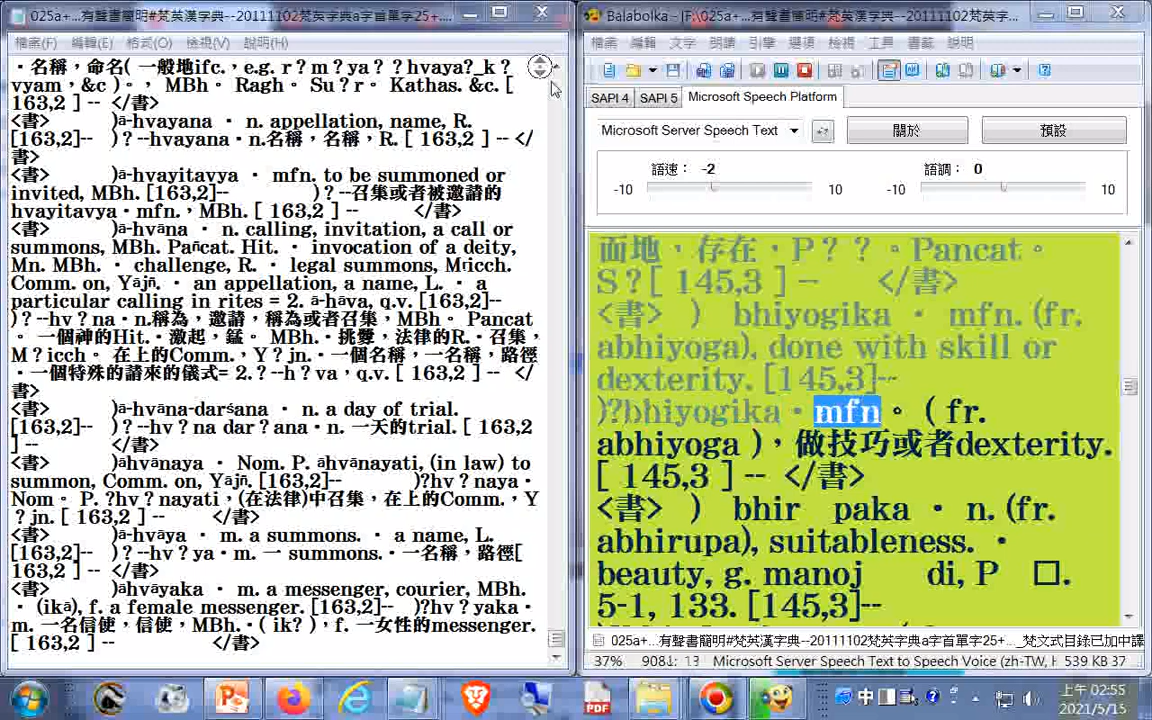 025a+...有聲書簡明#梵英漢字典--20111102梵英字典a字首單字25+...
檔案(F) 編輯(E) 格式(O) 檢視(V) 說明(H)
・名稱，命名( 一般地ifc.，e.g. r？m？ya？？hvaya?_k？
vyam，&c )。， MBh。Ragh。Su？r。Kathas. &c. [
163,2 ] -- </書>
<書> )ā-hvayana ・ n. appellation, name, R.
[163,2]-- )？--hvayana・n.名稱，名稱，R. [ 163,2 ] -- </
書>
<書> )ā-hvayitavya ・ mfn. to be summoned or
invited, MBh. [163,2]-- )？--召集或者被邀請的
hvayitavya・mfn.，MBh. [ 163,2 ] -- </書>
<書> )ā-hvāna ・ n. calling, invitation, a call or
summons, MBh. Pañcat. Hit. ・ invocation of a deity,
Mn. MBh. ・ challenge, R. ・ legal summons, Mṛicch.
Comm. on, Yājñ. ・ an appellation, a name, L. ・ a
particular calling in rites = 2. ā-hāva, q.v. [163,2]--
)？--hv？na・n.稱為，邀請，稱為或者召集，MBh。Pancat
。一個神的Hit.・激起，錳。MBh.・挑釁，法律的R.・召集，
M？icch。在上的Comm.，Y？jn.・一個名稱，一名稱，路徑
・一個特殊的請來的儀式= 2.？--h？va，q.v. [ 163,2 ] -- </
書>
<書> )ā-hvāna-darśana ・ n. a day of trial.
[163,2]-- )？--hv？na dar？ana・n. 一天的trial. [ 163,2
] -- </書>
<書> )āhvānaya ・ Nom. P. āhvānayati, (in law) to
summon, Comm. on, Yājñ. [163,2]-- )?hv？naya・
Nom。P. ?hv？nayati，(在法律)中召集，在上的Comm.，Y
？jn. [ 163,2 ] -- </書>
<書> )ā-hvāya ・ m. a summons. ・ a name, L.
[163,2]-- )？--hv？ya・m. 一 summons.・一名稱，路徑[
163,2 ] -- </書>
<書> )āhvāyaka ・ m. a messenger, courier, MBh.
・ (ikā), f. a female messenger. [163,2]-- )?hv？yaka・
m. 一名信使，信使，MBh.・( ik？)，f. 一女性的messenger.
[ 163,2 ] -- </書>
Balabolka - [F:\025a+...有聲書簡明#梵英漢字典--20111102梵英字...
檔案 編輯 文字 朗讀 引擎 選項 檢視 工具 書籤 說明
SAPI 4 SAPI 5 Microsoft Speech Platform
Microsoft Server Speech Text 關於 預設
語速： -2 語調： 0
-10 10 -10 10
面地，存在，P？？。Pancat。
S？[ 145,3 ] -- </書>
<書> ) bhiyogika ・ mfn. (fr.
abhiyoga), done with skill or
dexterity. [145,3]--
)?bhiyogika・mfn。( fr.
abhiyoga )，做技巧或者dexterity.
[ 145,3 ] -- </書>
<書> ) bhir paka ・ n. (fr.
abhirupa), suitableness. ・
beauty, g. manoj di, P □.
5-1, 133. [145,3]--
025a+...有聲書簡明#梵英漢字典--20111102梵英字典a字首單字25+..._梵文式目錄已加中譯
37% 9081: 13 Microsoft Server Speech Text to Speech Voice (zh-TW, H 539 KB 37
中
上午 02:55
2021/5/15